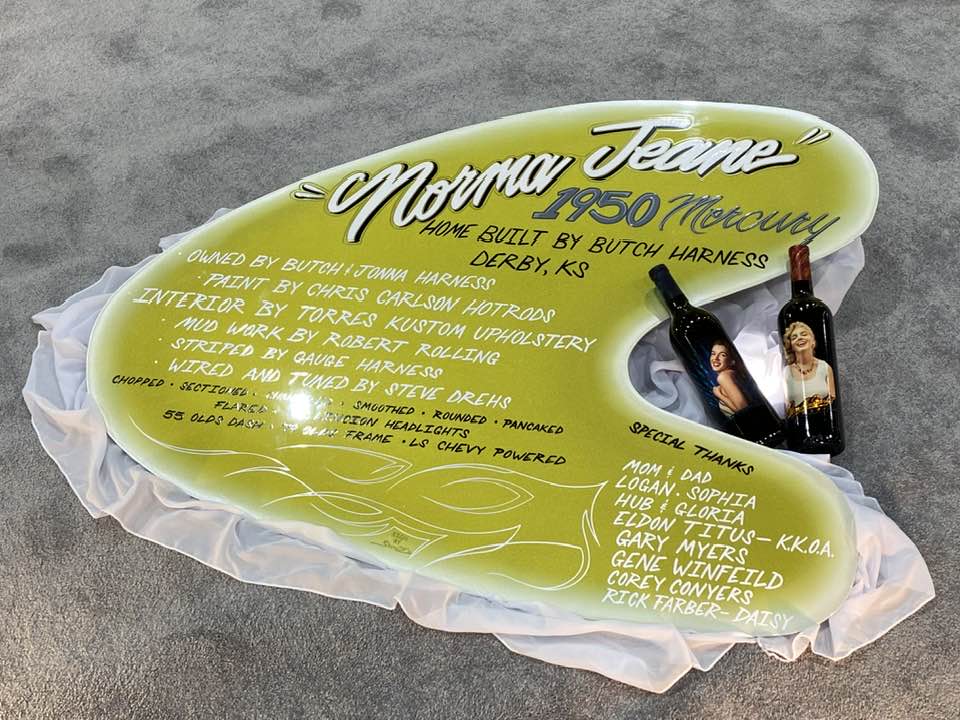 "Norma Jeane"
1950 Mercury
HOME BUILT BY BUTCH HARNESS
DERBY, KS
· OWNED BY BUTCH & JONNA HARNESS
· PAINT BY CHRIS CARLSON HOTRODS
INTERIOR BY TORRES KUSTOM UPHOLSTERY
· MUD WORK BY ROBERT ROLLING
· STRIPED BY GAUGE HARNESS
WIRED AND TUNED BY STEVE DREHS
CHOPPED · SECTIONED · SMOOTHED · ROUNDED · PANCAKED
FLARED HEADLIGHTS
55 OLDS DASH · FRAME · LS CHEVY POWERED
SPECIAL THANKS
MOM & DAD
LOGAN · SOPHIA
HUB & GLORIA
ELDON TITUS — K.K.O.A.
GARY MYERS
GENE WINFEILD
COREY CONYERS
RICK FARBER - DAISY